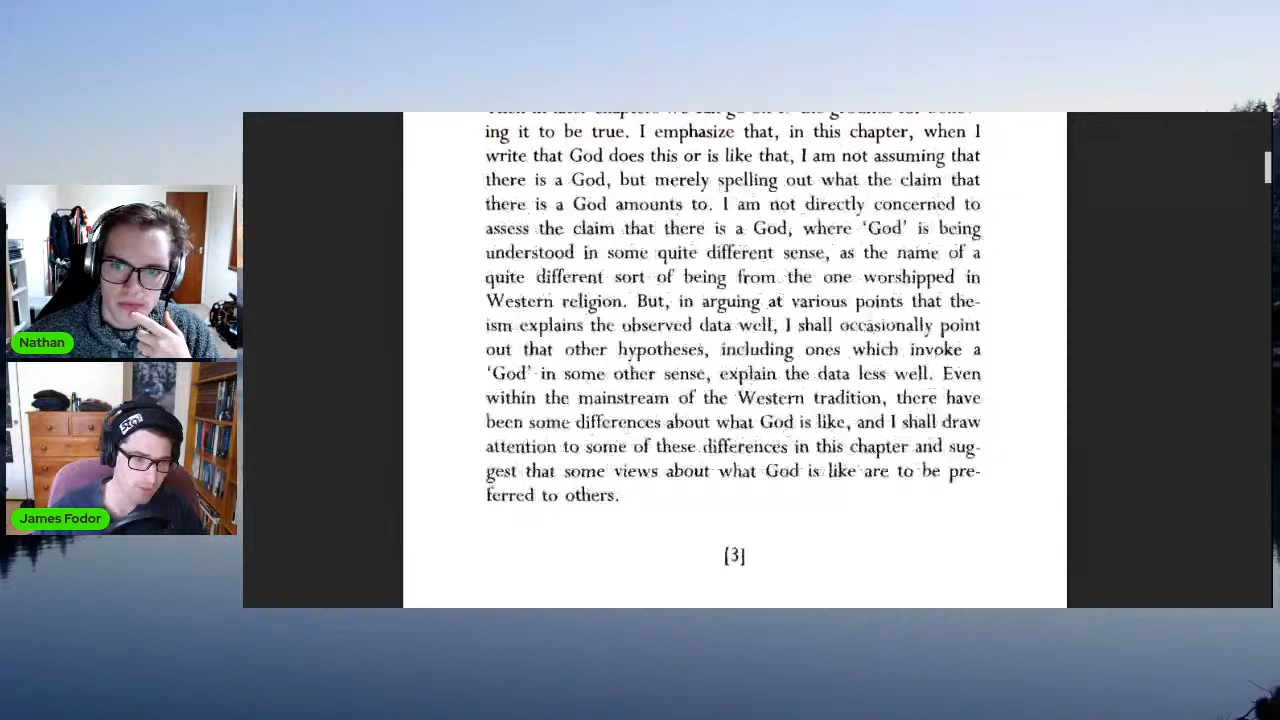 ing it to be true. I emphasize that, in this chapter, when I
write that God does this or is like that, I am not assuming that
there is a God, but merely spelling out what the claim that
there is a God amounts to. I am not directly concerned to
assess the claim that there is a God, where ‘God’ is being
understood in some quite different sense, as the name of a
quite different sort of being from the one worshipped in
Western religion. But, in arguing at various points that the-
ism explains the observed data well, I shall occasionally point
out that other hypotheses, including ones which invoke a
‘God’ in some other sense, explain the data less well. Even
within the mainstream of the Western tradition, there have
been some differences about what God is like, and I shall draw
attention to some of these differences in this chapter and sug-
gest that some views about what God is like are to be pre-
ferred to others.
[3]
Nathan
James Fodor